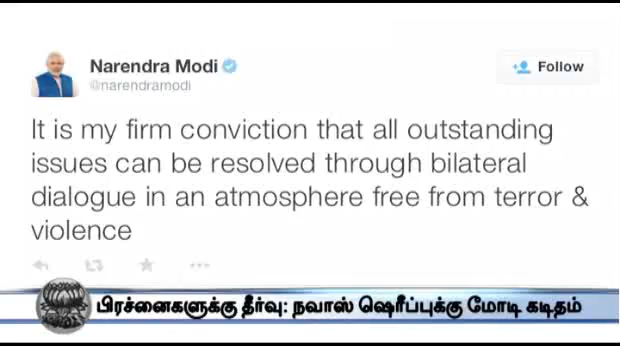 Narendra Modi
@narendramodi
Follow
It is my firm conviction that all outstanding
issues can be resolved through bilateral
dialogue in an atmosphere free from terror &
violence
பிரச்னைகளுக்கு தீர்வு: நவாஸ் ஷெரீப்புக்கு மோடி கடிதம்